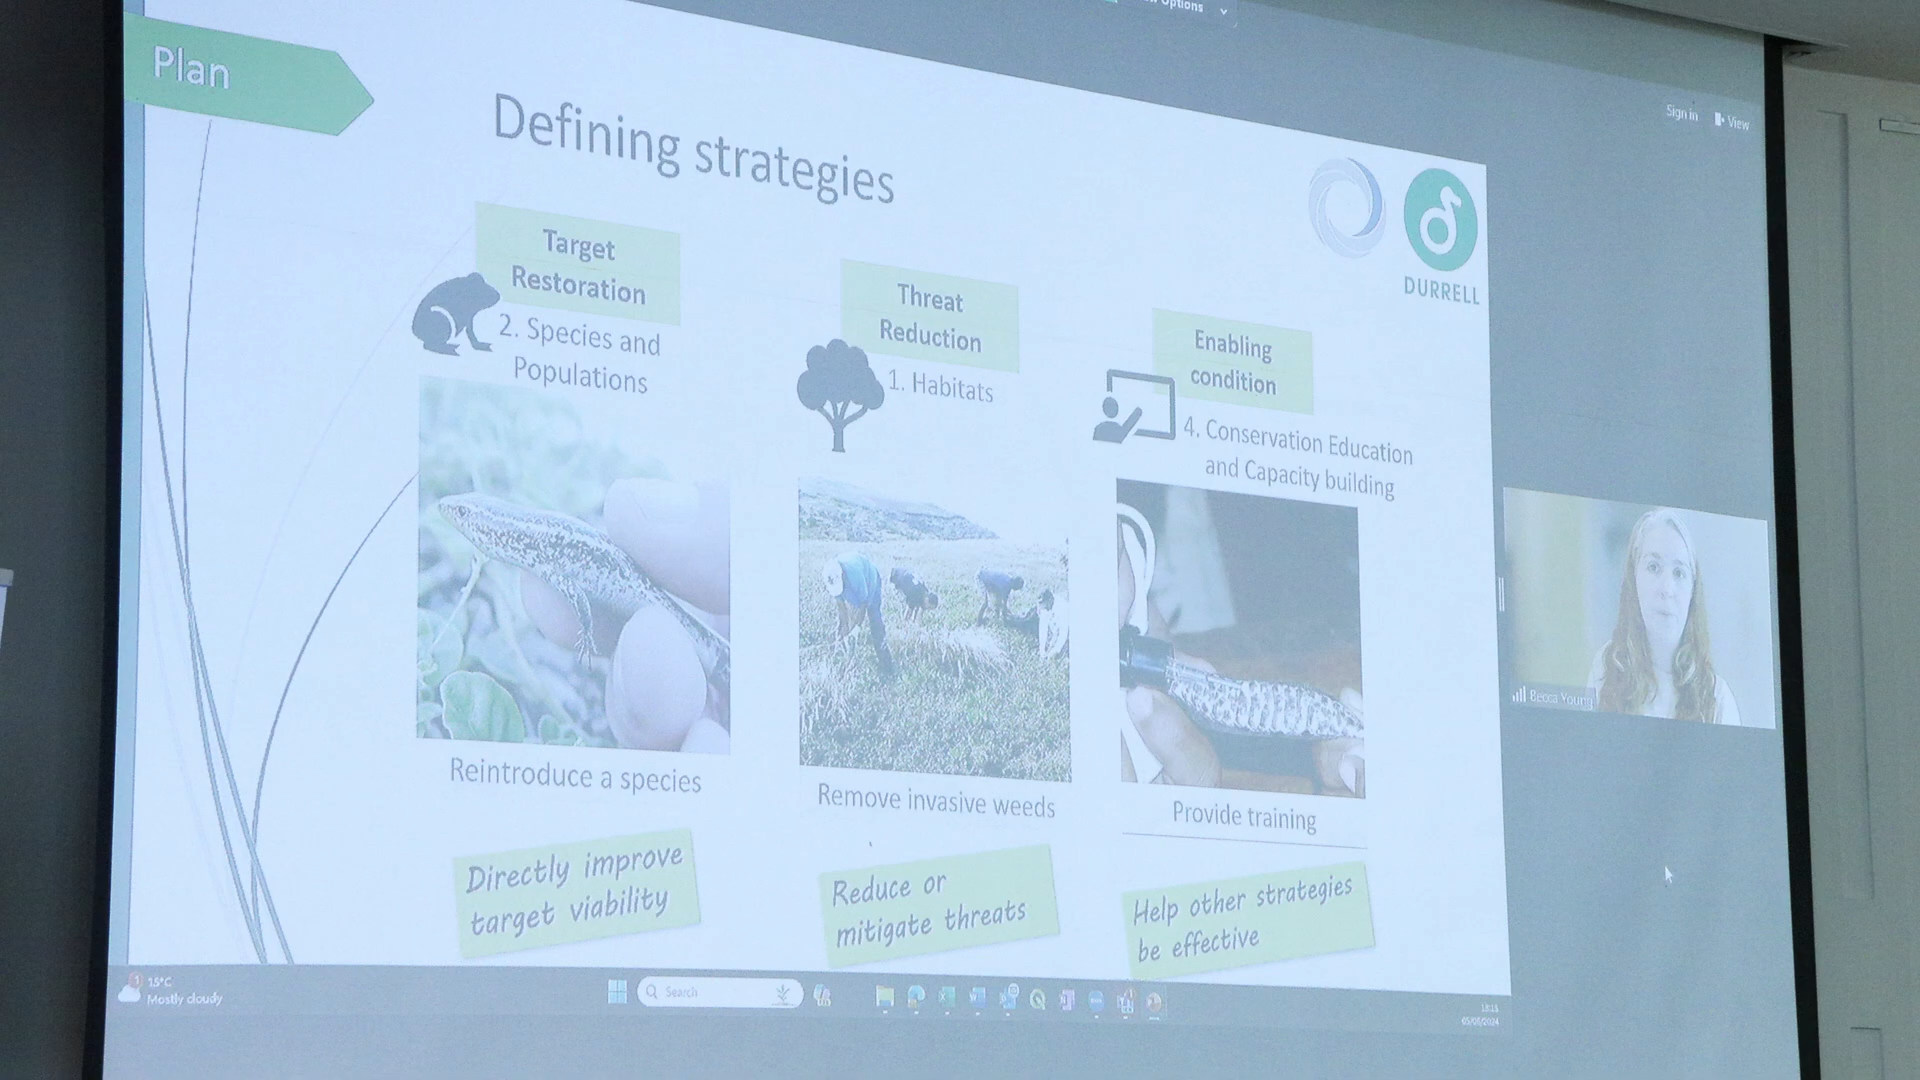 Options
Sign in
View
Plan
Defining strategies
DURRELL
Target
Restoration
2. Species and
Populations
Reintroduce a species
Directly improve
target viability
Threat
Reduction
1. Habitats
Remove invasive weeds
Reduce or
mitigate threats
Enabling
condition
4. Conservation Education
and Capacity building
Provide training
Help other strategies
be effective
Becca Young
1
15°C
Mostly cloudy
Search